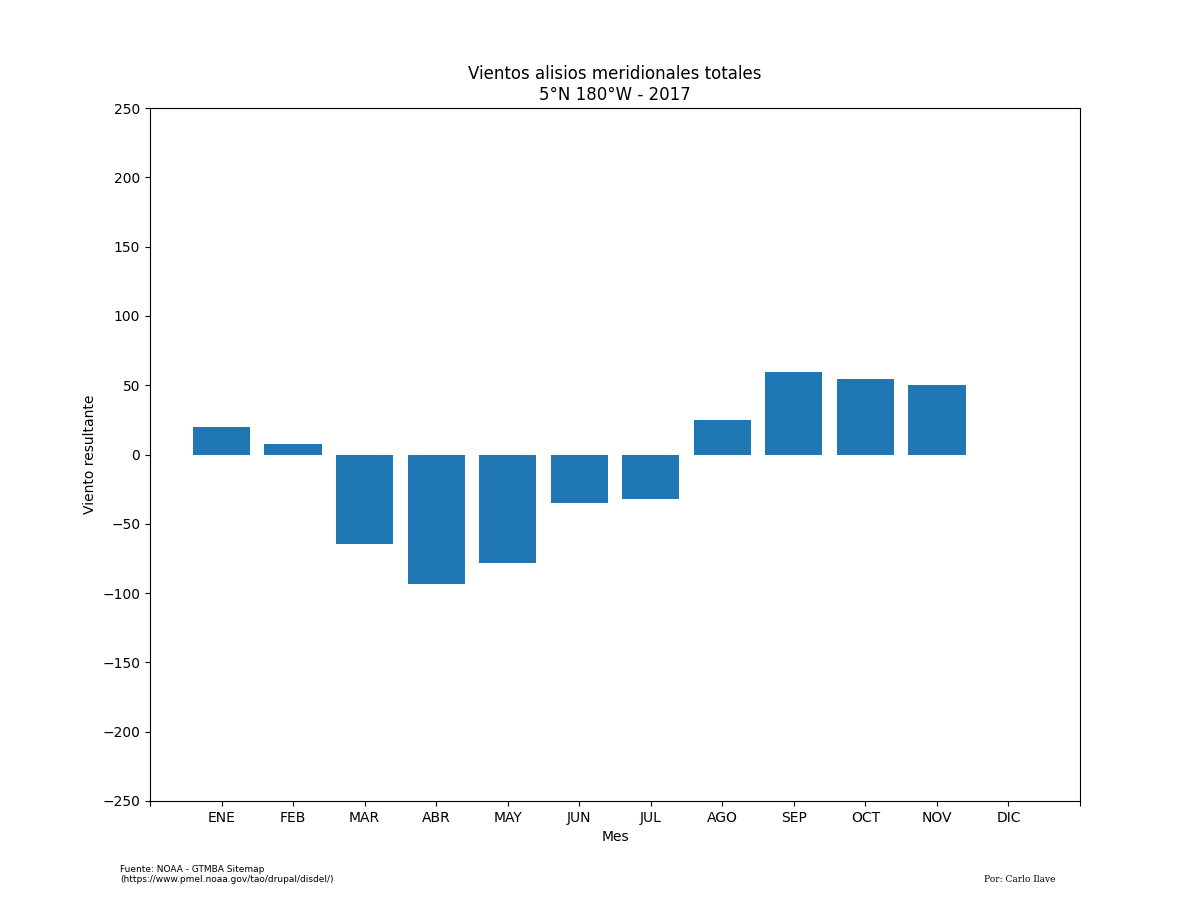 Vientos alisios meridionales totales
5°N 180°W - 2017
250
200
150
100
50
0
−50
−100
−150
−200
−250
Viento resultante
ENE FEB MAR ABR MAY JUN JUL AGO SEP OCT NOV DIC
Mes
Fuente: NOAA - GTMBA Sitemap
(https://www.pmel.noaa.gov/tao/drupal/disdel/)
Por: Carlo Ilave